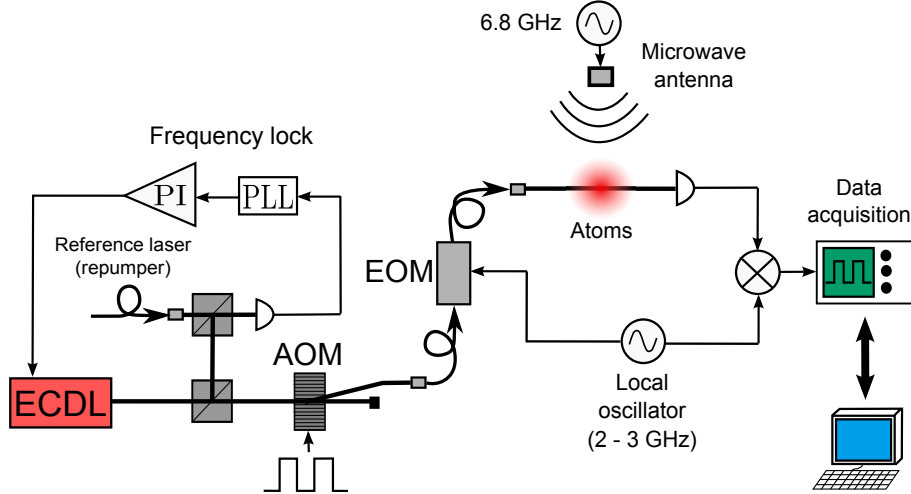 6.8 GHz
Microwave
antenna
Frequency lock
PI
PLL
Reference laser
(repumper)
Atoms
Data
acquisition
EOM
AOM
ECDL
Local
oscillator
(2 - 3 GHz)